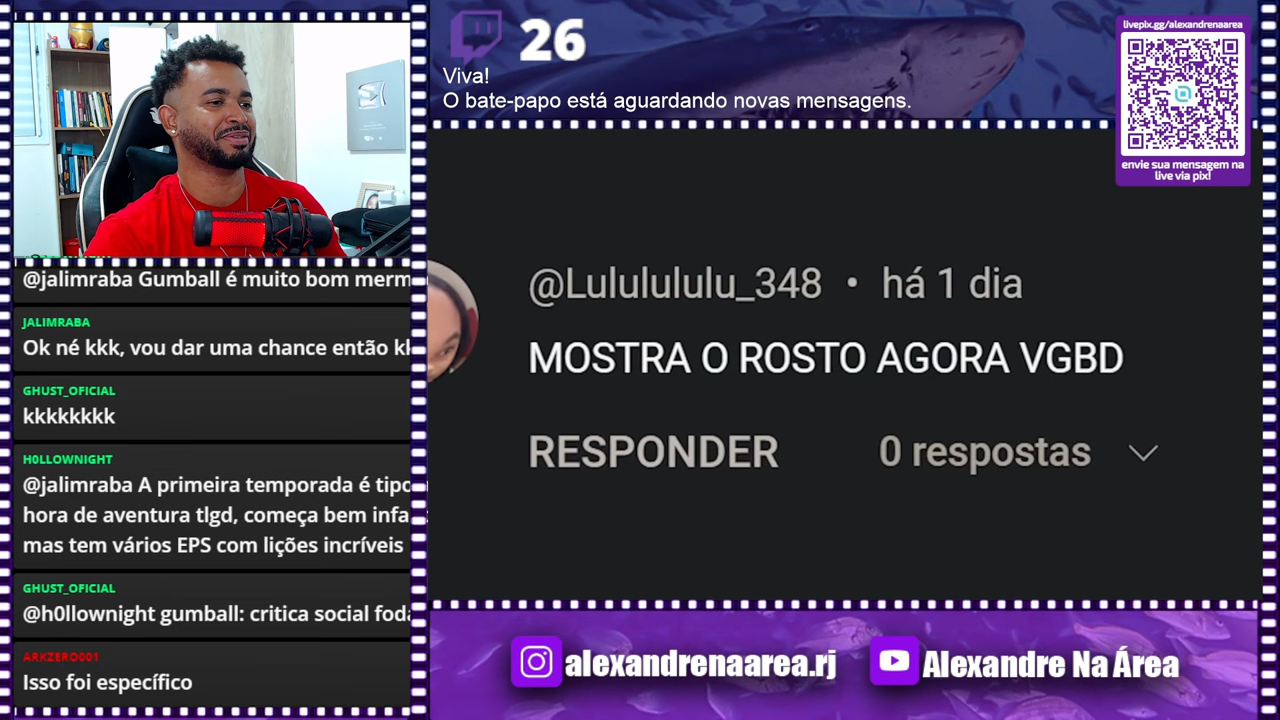 26
Viva!
O bate-papo está aguardando novas mensagens.
livepix.gg/alexandrenaarea
envie sua mensagem na
live via pix!
@jalimraba Gumball é muito bom merm
JALIMRABA
Ok né kkk, vou dar uma chance então kk
GHUST_OFICIAL
kkkkkkkk
H0LLOWNIGHT
@jalimraba A primeira temporada é tipo
hora de aventura tlgd, começa bem infa
mas tem vários EPS com lições incríveis
GHUST_OFICIAL
@h0llownight gumball: critica social foda
ARKZERO001
Isso foi específico
@Lulululululu_348 • há 1 dia
MOSTRA O ROSTO AGORA VGBD
RESPONDER 0 respostas
alexandrenaarea.rj
Alexandre Na Área